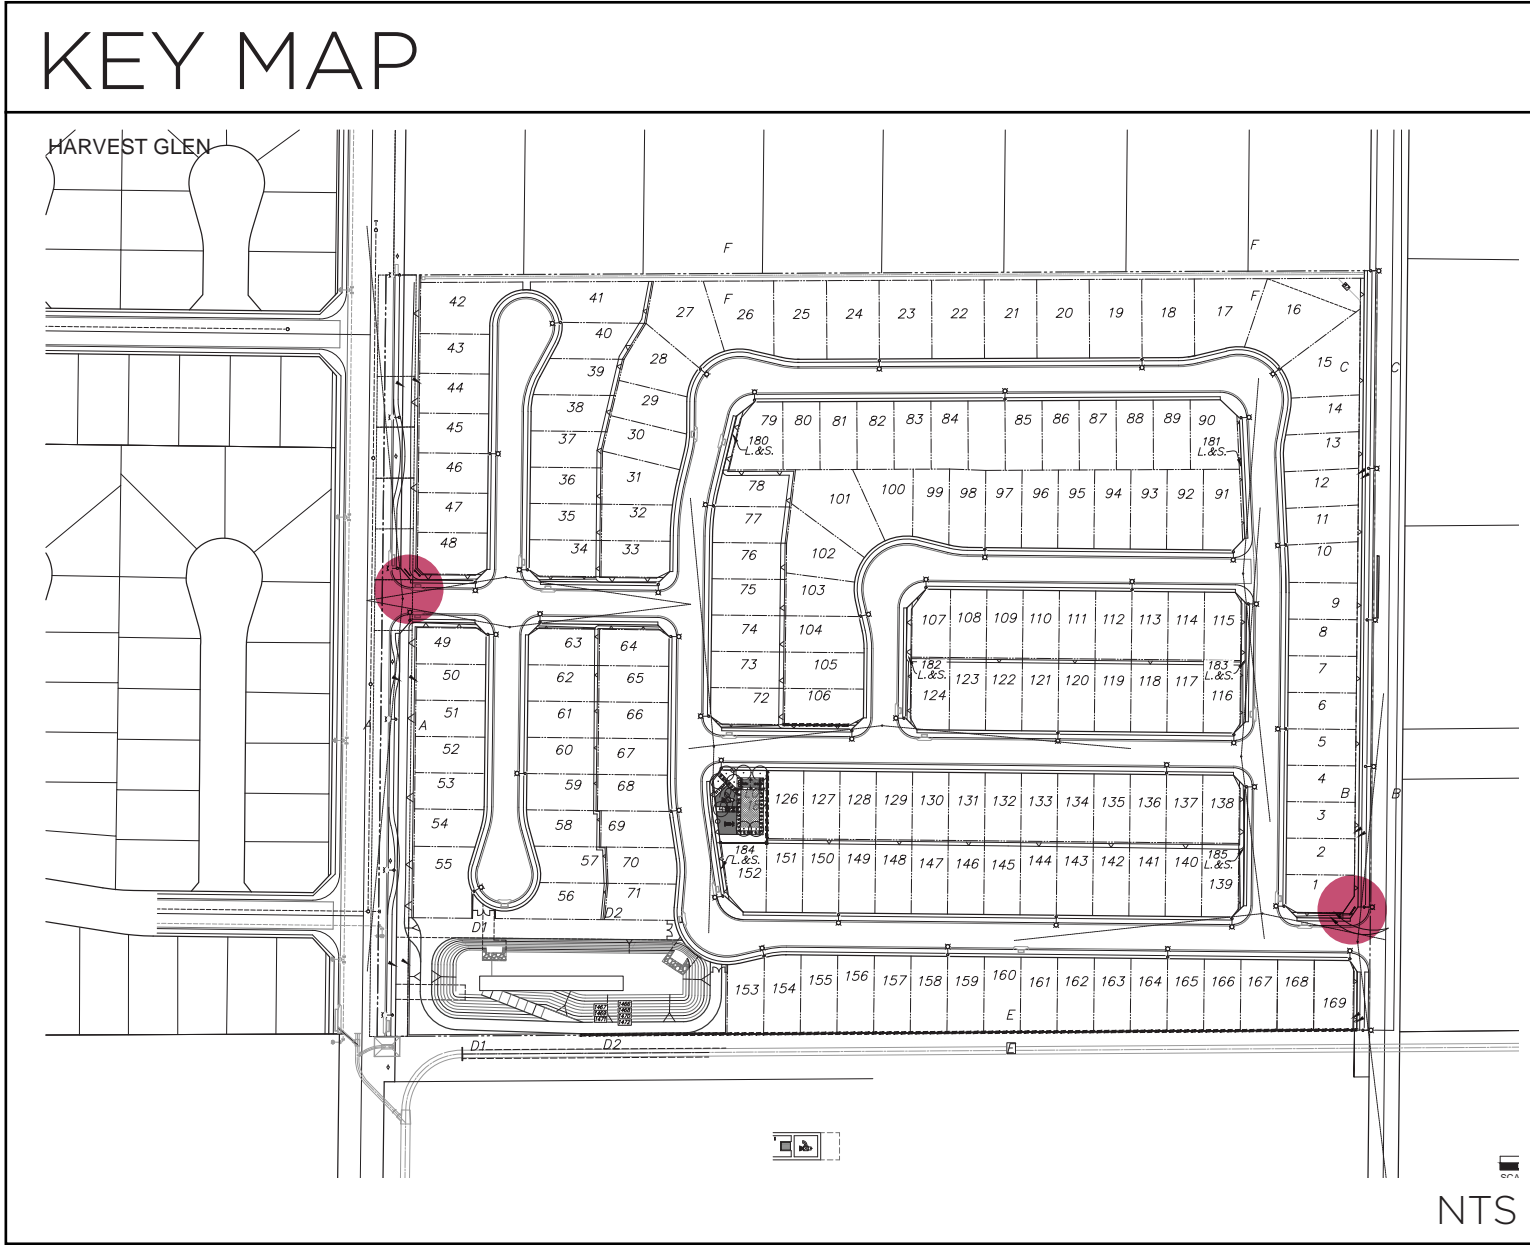 KEY MAP
HARVEST GLEN
F F
42 41 27 F 26 25 24 23 22 21 20 19 18 17 F 16
43 40 28 15 C C
44 39 29 14
45 38 30 79 80 81 82 83 84 85 86 87 88 89 90 13
180 L.&S. 181 L.&S.
46 37 31 78 101 100 99 98 97 96 95 94 93 92 91 12
47 36 32 77 11
48 35 33 76 102 10
34 75 103 9
49 63 64 74 104 107 108 109 110 111 112 113 114 115 8
50 62 65 73 105 182 L.&S. 183 L.&S. 7
51 61 66 72 106 124 123 122 121 120 119 118 117 116 6
A A
52 60 67 5
53 59 68 126 127 128 129 130 131 132 133 134 135 136 137 138 4
B B
54 58 69 3
55 57 70 184 L.&S. 185 L.&S. 2
152 151 150 149 148 147 146 145 144 143 142 141 140 139 1
56 71
D1 D2
153 154 155 156 157 158 159 160 161 162 163 164 165 166 167 168 169
1467 1466
1469 1468
1471 1470
1472
E
D1 D2 E
NTS